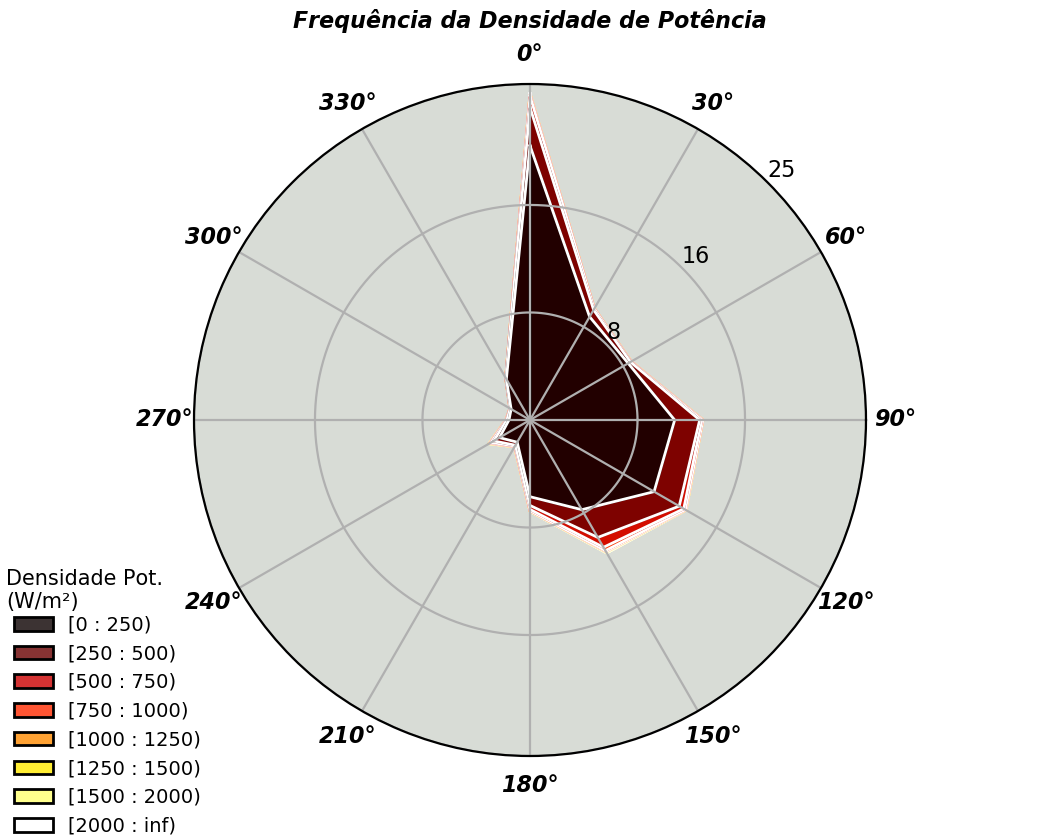 Frequência da Densidade de Potência
0°
330°
30°
25
300°
60°
16
8
270°
90°
240°
120°
210°
150°
180°
Densidade Pot.
(W/m²)
[0 : 250)
[250 : 500)
[500 : 750)
[750 : 1000)
[1000 : 1250)
[1250 : 1500)
[1500 : 2000)
[2000 : inf)